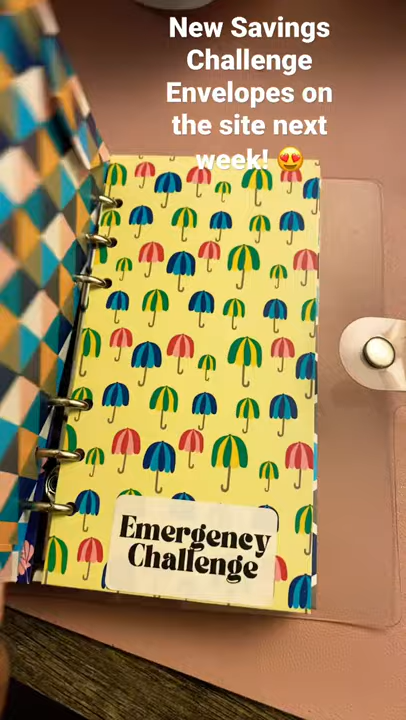 New Savings
Challenge
Envelopes on
the site next
week! 😍
Emergency
Challenge